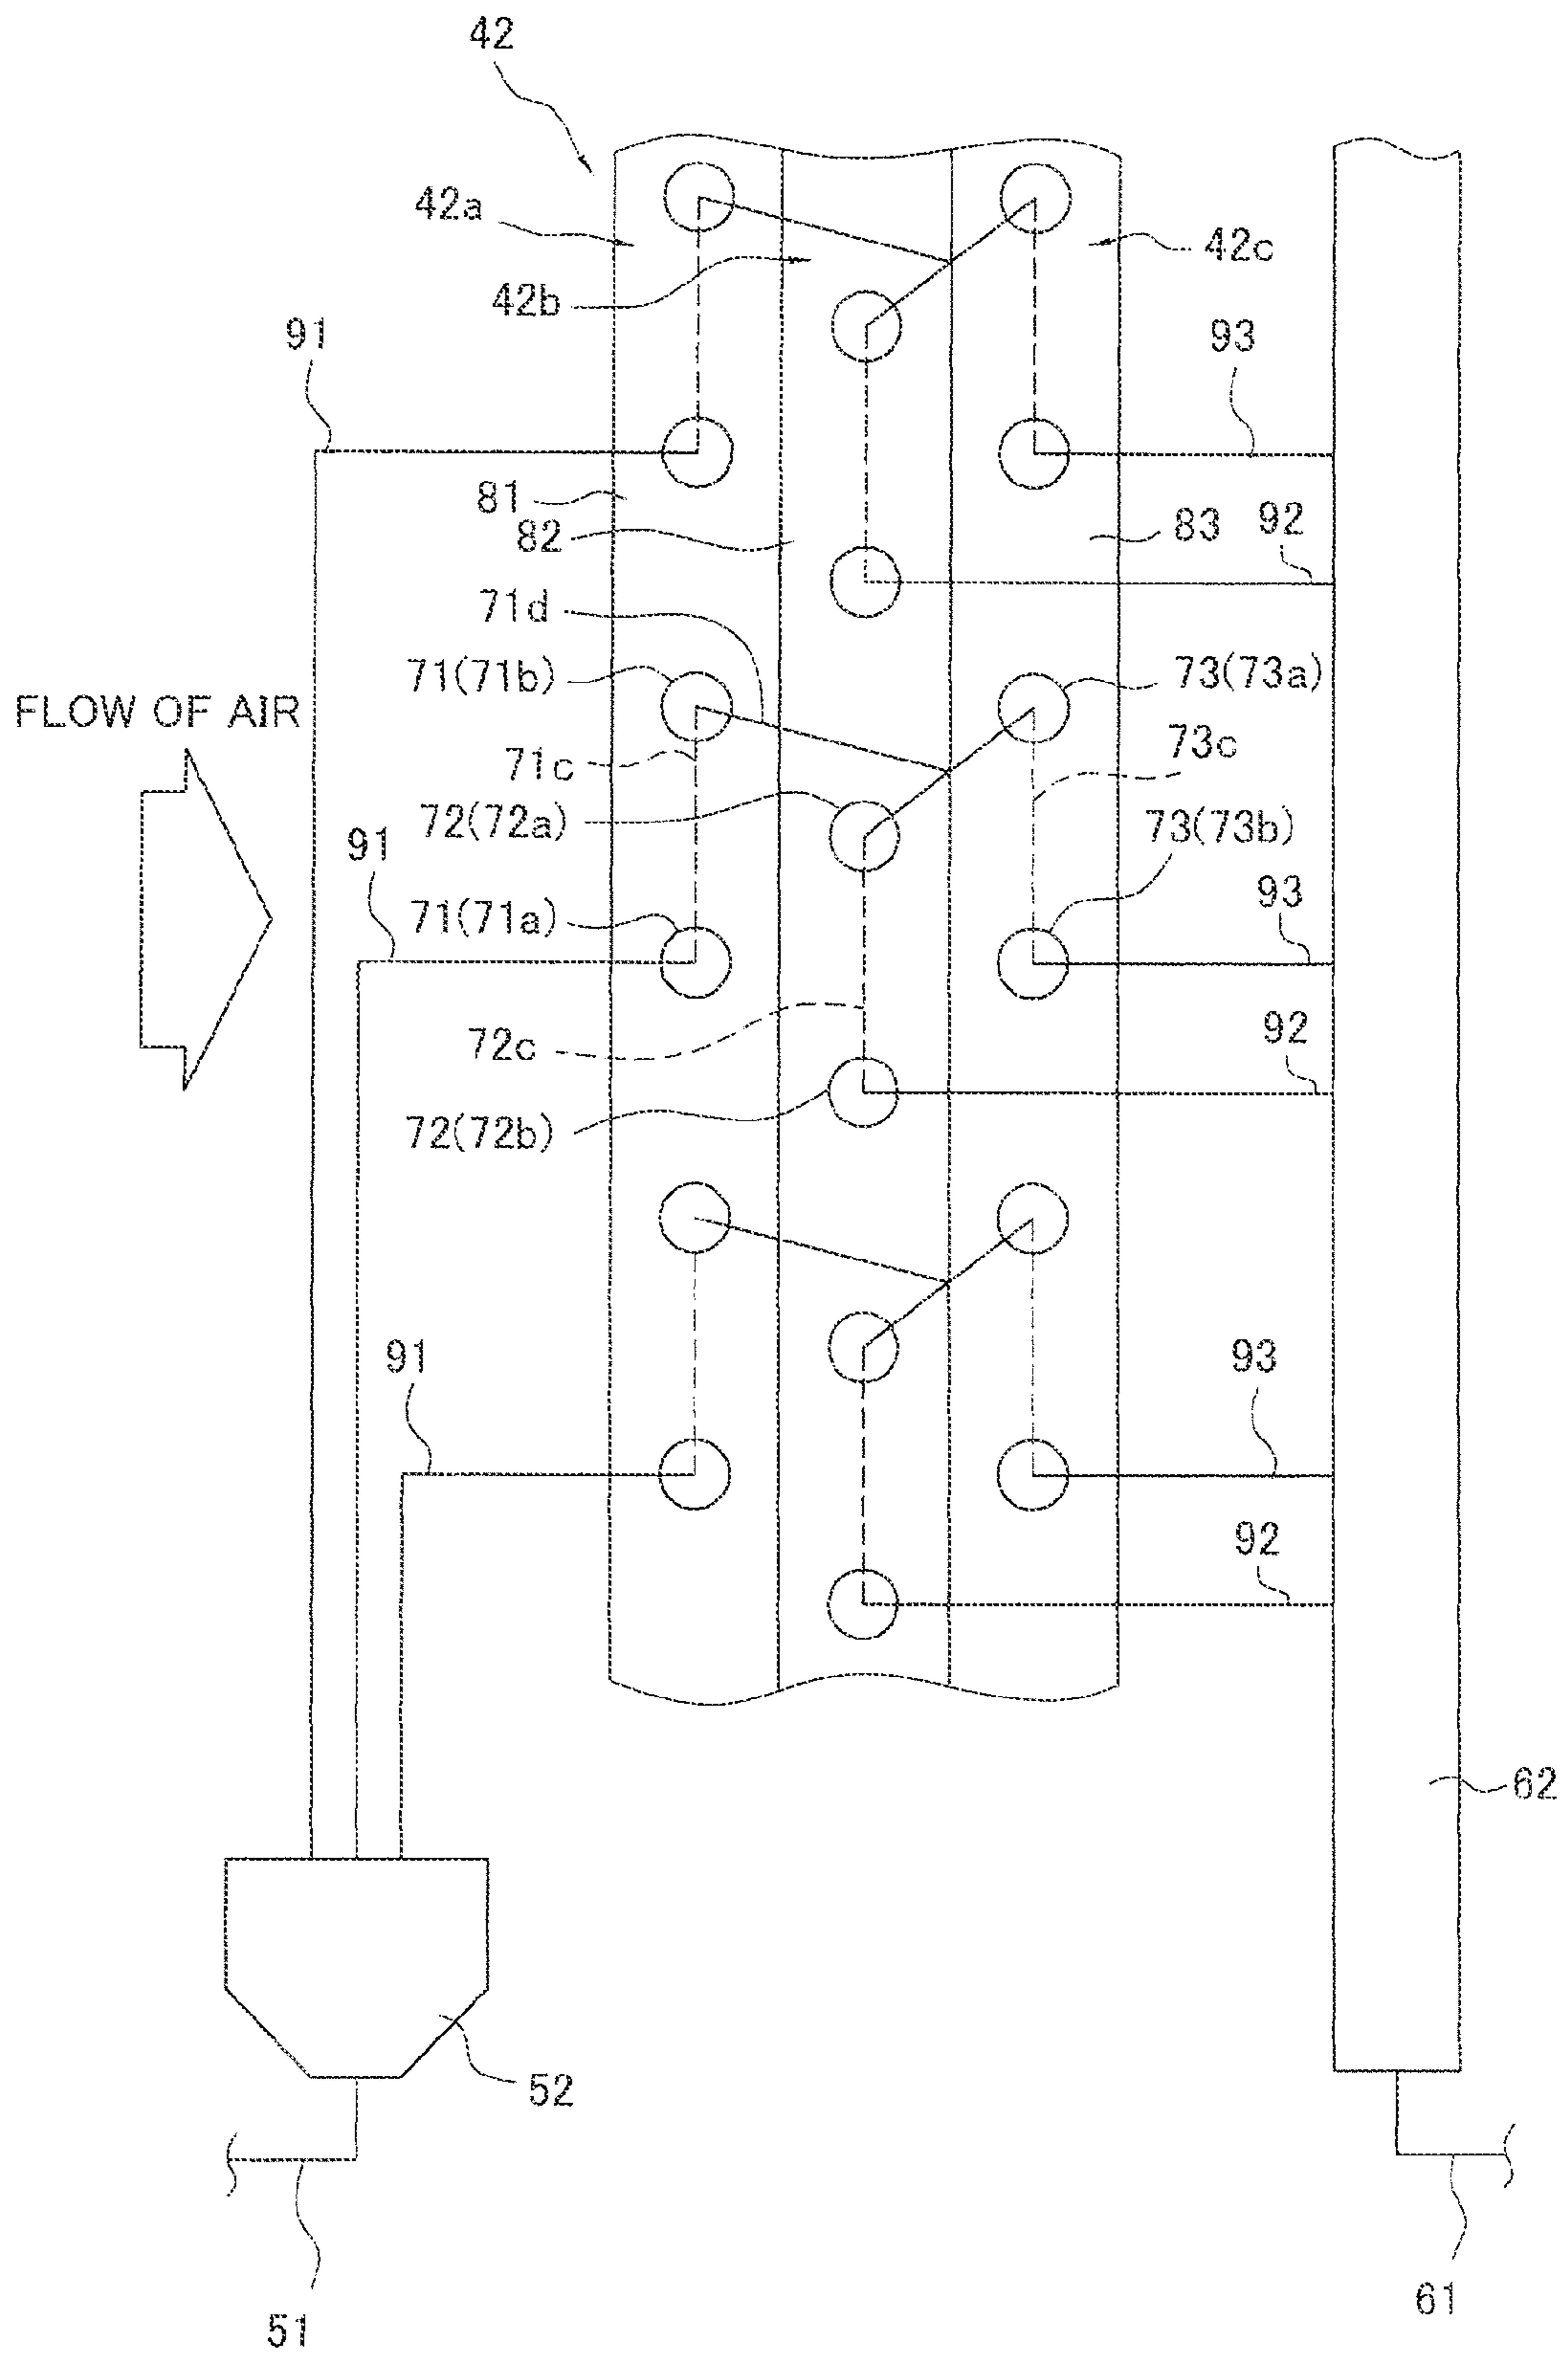 42
42a
42c
42b
91
93
81
82
83
92
71d
71(71b)
73(73a)
FLOW OF AIR
71c
73c
72(72a)
73(73b)
91
93
71(71a)
72c
92
72(72b)
91
93
92
62
52
61
51